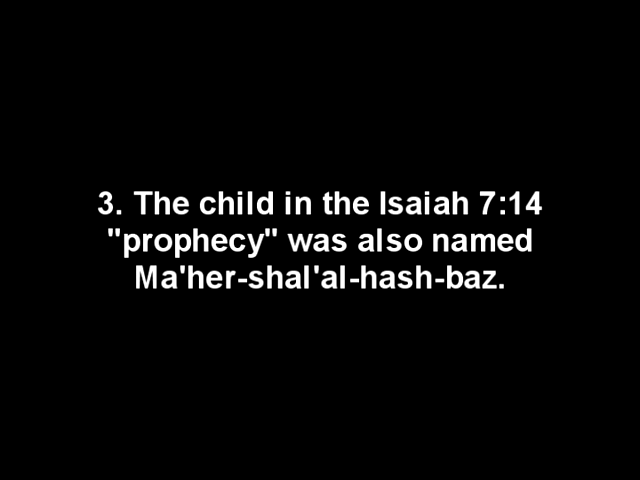 3. The child in the Isaiah 7:14
"prophecy" was also named
Ma'her-shal'al-hash-baz.